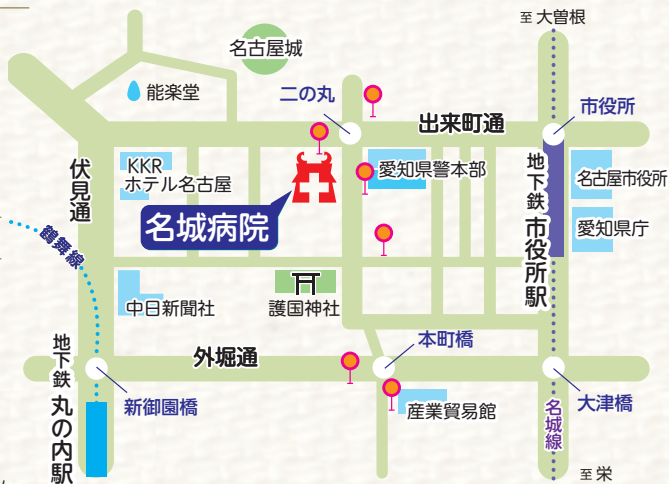 至 大曽根
名古屋城
能楽堂
二の丸
出来町通
市役所
KKR
ホテル名古屋
愛知県警本部
名古屋市役所
伏見通
名城病院
地下鉄 市役所駅
愛知県庁
鶴舞線
中日新聞社
護国神社
地下鉄 丸の内駅
外堀通
本町橋
新御園橋
産業貿易館
大津橋
名城線
至 栄